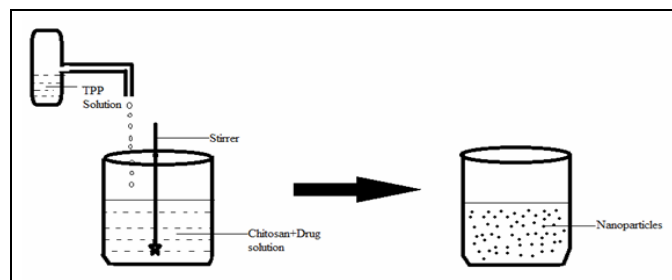 TPP
Solution
Stirrer
Chitosan+Drug
solution
Nanoparticles